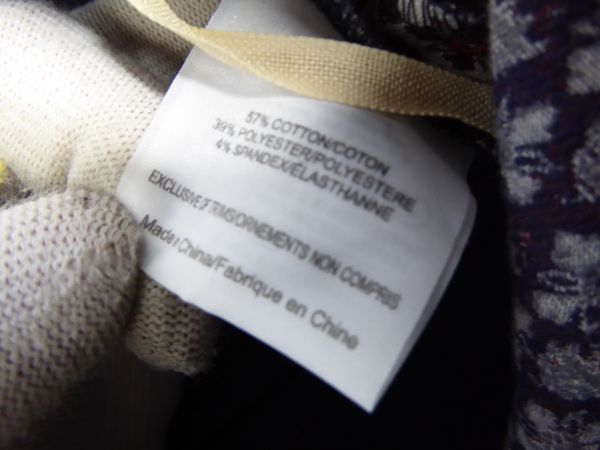 57% COTTON/COTON
39% POLYESTER/POLYESTERE
4% SPANDEX/ELASTHANNE
EXCLUSIVE OF TRIMS/ORNEMENTS NON COMPRIS
Made in China/Fabrique en Chine